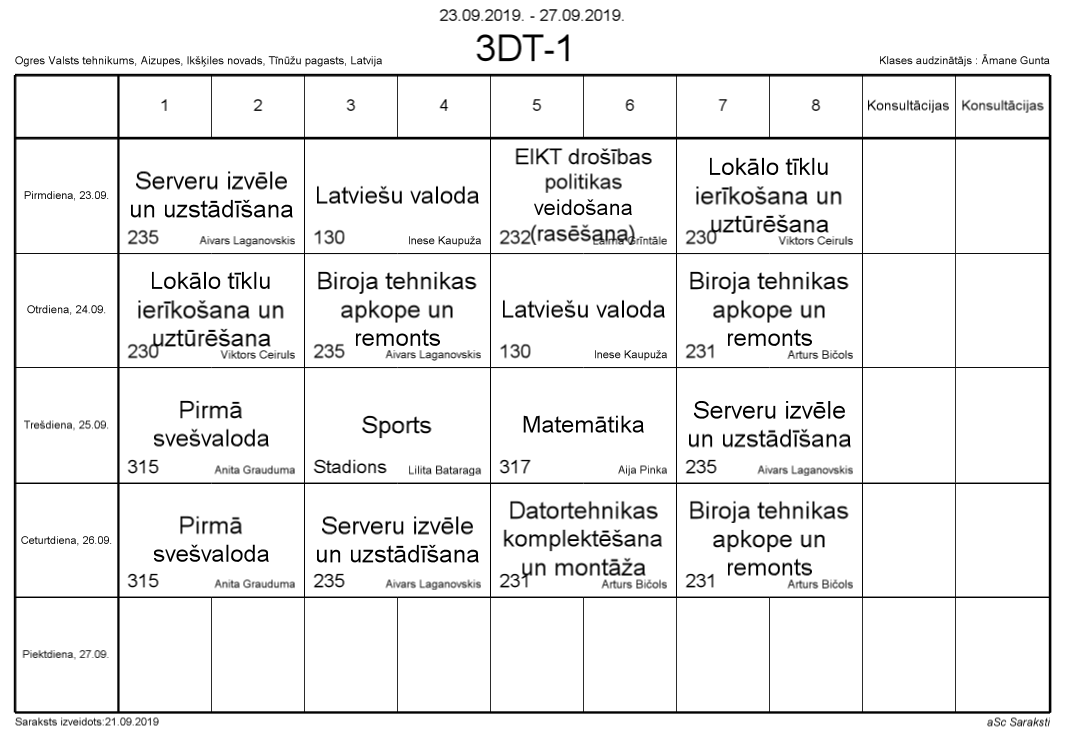 23.09.2019. - 27.09.2019.
3DT-1
Ogres Valsts tehnikums, Aizupes, Ikšķiles novads, Tīnūžu pagasts, Latvija
Klases audzinātājs : Āmane Gunta
1 2 3 4 5 6 7 8 Konsultācijas Konsultācijas
Pirmdiena, 23.09.
Serveru izvēle
un uzstādīšana
235 Aivars Laganovskis
Latviešu valoda
130 Inese Kaupuža
EIKT drošības
politikas
veidošana
(rasēšana)
232 Laima Grīntāle
Lokālo tīklu
ierīkošana un
uztūrēšana
230 Viktors Ceiruls
Otrdiena, 24.09.
Lokālo tīklu
ierīkošana un
uztūrēšana
230 Viktors Ceiruls
Biroja tehnikas
apkope un
remonts
235 Aivars Laganovskis
Latviešu valoda
130 Inese Kaupuža
Biroja tehnikas
apkope un
remonts
231 Arturs Bičols
Trešdiena, 25.09.
Pirmā
svešvaloda
315 Anita Grauduma
Sports
Stadions Lilita Bataraga
Matemātika
317 Aija Pinka
Serveru izvēle
un uzstādīšana
235 Aivars Laganovskis
Ceturtdiena, 26.09.
Pirmā
svešvaloda
315 Anita Grauduma
Serveru izvēle
un uzstādīšana
235 Aivars Laganovskis
Datortehnikas
komplektēšana
un montāža
231 Arturs Bičols
Biroja tehnikas
apkope un
remonts
231 Arturs Bičols
Piektdiena, 27.09.
Saraksts izveidots:21.09.2019
aSc Saraksti